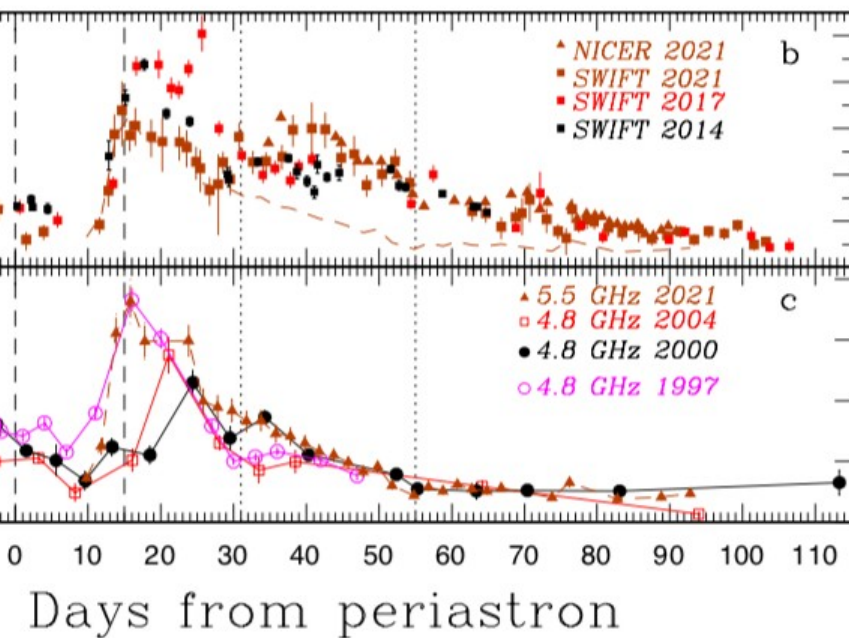 b
NICER 2021
SWIFT 2021
SWIFT 2017
SWIFT 2014
c
5.5 GHz 2021
4.8 GHz 2004
4.8 GHz 2000
4.8 GHz 1997
0 10 20 30 40 50 60 70 80 90 100 110
Days from periastron